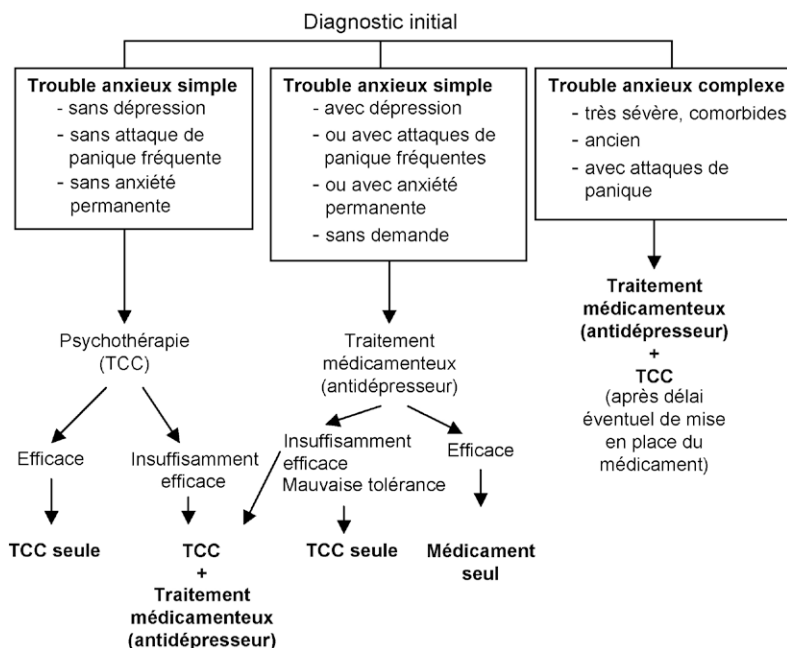 Diagnostic initial
Trouble anxieux simple
- sans dépression
- sans attaque de
panique fréquente
- sans anxiété
permanente
Trouble anxieux simple
- avec dépression
- ou avec attaques de
panique fréquentes
- ou avec anxiété
permanente
- sans demande
Trouble anxieux complexe
- très sévère, comorbides
- ancien
- avec attaques de
panique
Psychothérapie
(TCC)
Traitement
médicamenteux
(antidépresseur)
Traitement
médicamenteux
(antidépresseur)
+
TCC
(après délai
éventuel de mise
en place du
médicament)
Efficace
Insuffisamment
efficace
Insuffisamment
efficace
Mauvaise tolérance
Efficace
TCC seule
TCC
+
Traitement
médicamenteux
(antidépresseur)
TCC seule
Médicament
seul